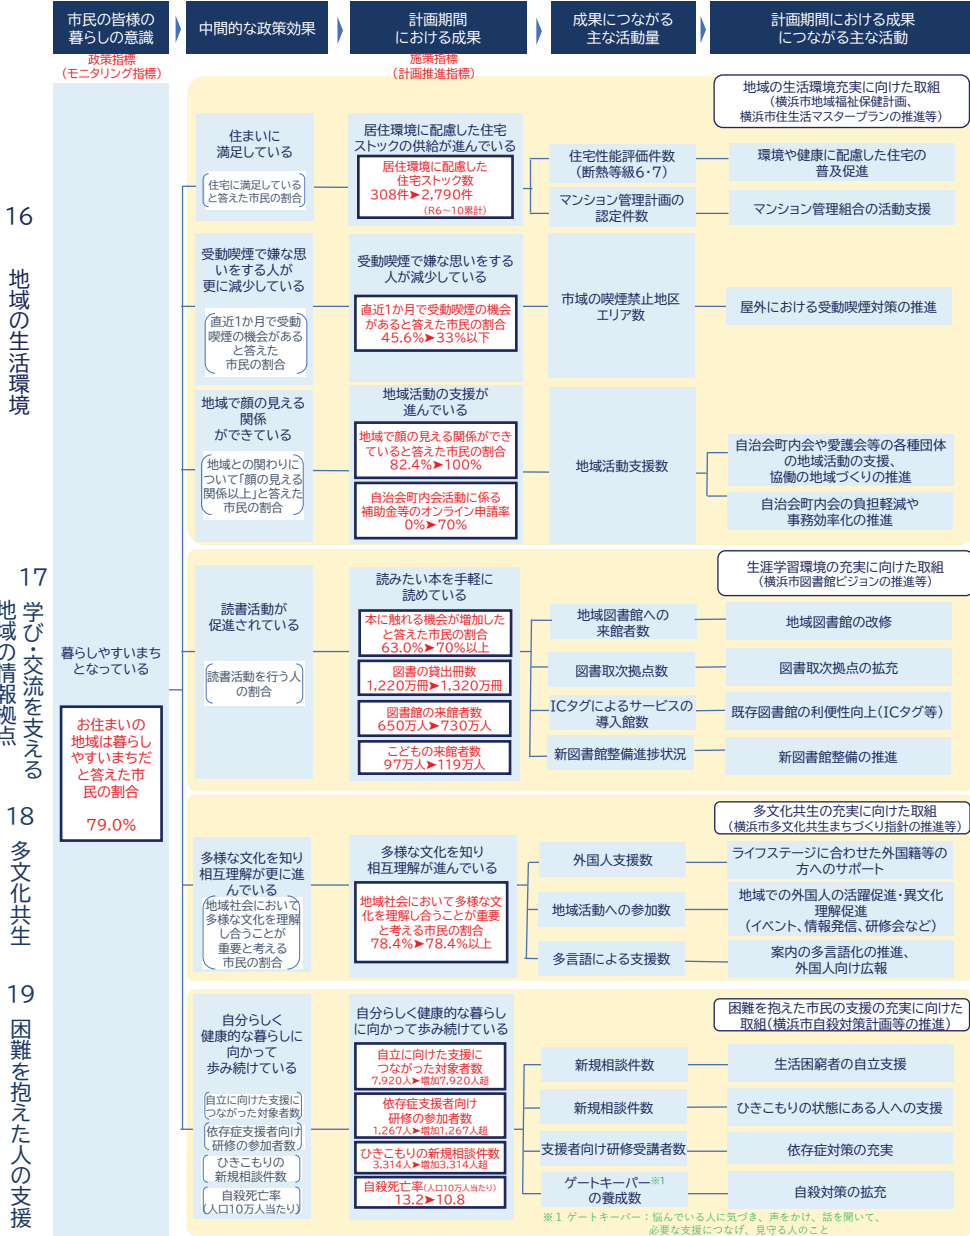 市民の皆様の
暮らしの意識
中間的な政策効果
計画期間
における成果
成果につながる
主な活動量
計画期間における成果
につながる主な活動
政策指標
(モニタリング指標)
施策指標
(計画推進指標)
暮らしやすいまち
となっている
お住まいの
地域は暮らし
やすいまちだ
と答えた市
民の割合
79.0%
16
地域の生活環境
地域の生活環境充実に向けた取組
(横浜市地域福祉保健計画、
横浜市住生活マスタープランの推進等)
住まいに
満足している
住宅に満足している
と答えた市民の割合
居住環境に配慮した住宅
ストックの供給が進んでいる
居住環境に配慮した
住宅ストック数
308件➤2,790件
(R6~10累計)
住宅性能評価件数
(断熱等級6・7)
環境や健康に配慮した住宅の
普及促進
マンション管理計画の
認定件数
マンション管理組合の活動支援
受動喫煙で嫌な思
いをする人が
更に減少している
直近1か月で受動
喫煙の機会がある
と答えた
市民の割合
受動喫煙で嫌な思いをする
人が減少している
直近1か月で受動喫煙の機会
があると答えた市民の割合
45.6%➤33%以下
市域の喫煙禁止地区
エリア数
屋外における受動喫煙対策の推進
地域で顔の見える
関係
ができている
地域との関わりに
ついて「顔の見える
関係以上」と答えた
市民の割合
地域活動の支援が
進んでいる
地域で顔の見える関係ができ
ていると答えた市民の割合
82.4%➤100%
自治会町内会活動に係る
補助金等のオンライン申請率
0%➤70%
地域活動支援数
自治会町内会や愛護会等の各種団体
の地域活動の支援、
協働の地域づくりの推進
自治会町内会の負担軽減や
事務効率化の推進
17
学び・交流を支える
地域の情報拠点
生涯学習環境の充実に向けた取組
(横浜市図書館ビジョンの推進等)
読書活動が
促進されている
読書活動を行う人
の割合
読みたい本を手軽に
読めている
本に触れる機会が増加した
と答えた市民の割合
63.0%➤70%以上
図書の貸出冊数
1,220万冊➤1,320万冊
図書館の来館者数
650万人➤730万人
こどもの来館者数
97万人➤119万人
地域図書館への
来館者数
地域図書館の改修
図書取次拠点数
図書取次拠点の拡充
ICタグによるサービスの
導入館数
既存図書館の利便性向上(ICタグ等)
新図書館整備進捗状況
新図書館整備の推進
18
多文化共生
多文化共生の充実に向けた取組
(横浜市多文化共生まちづくり指針の推進等)
多様な文化を知り
相互理解が更に進
んでいる
地域社会において
多様な文化を理解
し合うことが
重要と考える
市民の割合
多様な文化を知り
相互理解が進んでいる
地域社会において多様な文
化を理解し合うことが重要
と考える市民の割合
78.4%➤78.4%以上
外国人支援数
ライフステージに合わせた外国籍等の
方へのサポート
地域活動への参加数
地域での外国人の活躍促進・異文化
理解促進
(イベント、情報発信、研修会など)
多言語による支援数
案内の多言語化の推進、
外国人向け広報
19
困難を抱えた人の支援
困難を抱えた市民の支援の充実に向けた
取組(横浜市自殺対策計画等の推進)
自分らしく
健康的な暮らしに
向かって
歩み続けている
自立に向けた支援に
つながった対象者数
依存症支援者向け
研修の参加者数
ひきこもりの
新規相談件数
自殺死亡率
(人口10万人当たり)
自分らしく健康的な暮らし
に向かって歩み続けている
自立に向けた支援に
つながった対象者数
7,920人➤増加7,920人超
依存症支援者向け
研修の参加者数
1,267人➤増加1,267人超
ひきこもりの新規相談件数
3,314人➤増加3,314人超
自殺死亡率(人口10万人当たり)
13.2➤10.8
新規相談件数
生活困窮者の自立支援
新規相談件数
ひきこもりの状態にある人への支援
支援者向け研修受講者数
依存症対策の充実
ゲートキーパー※1
の養成数
自殺対策の拡充
※1 ゲートキーパー:悩んでいる人に気づき、声をかけ、話を聞いて、
必要な支援につなげ、見守る人のこと